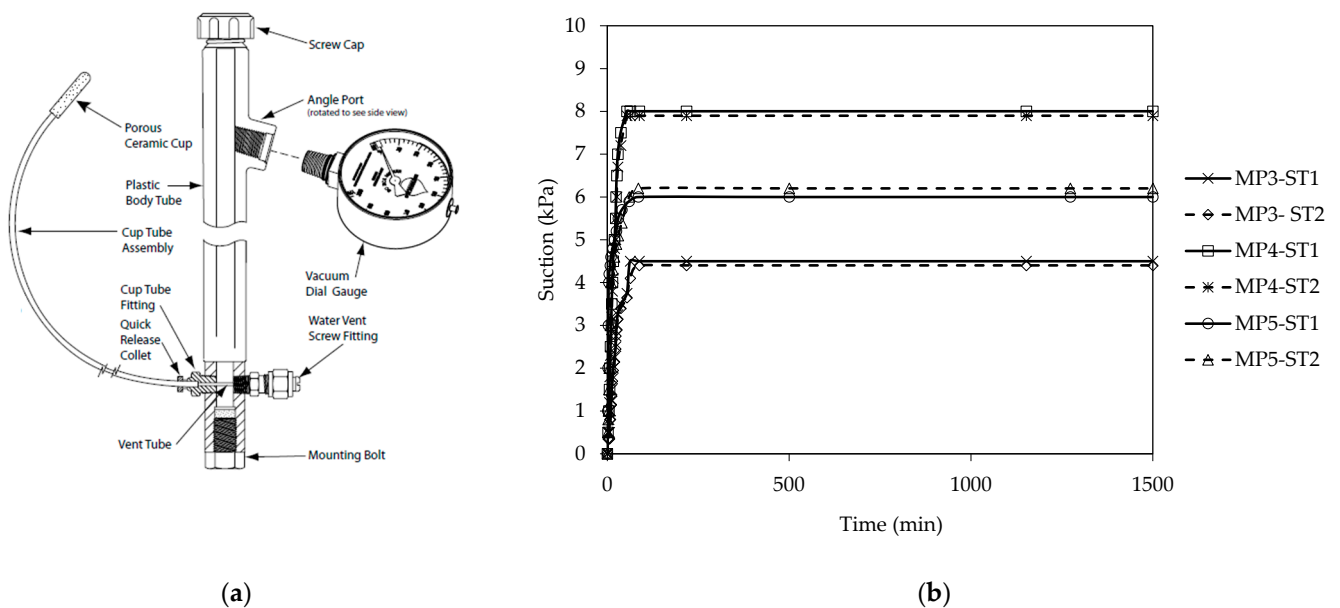 Screw Cap
Angle Port
(rotated to see side view)
Porous
Ceramic Cup
Plastic
Body Tube
Cup Tube
Assembly
Vacuum
Dial Gauge
Cup Tube
Fitting
Quick
Release
Collet
Water Vent
Screw Fitting
Vent Tube
Mounting Bolt
(a)
10
9
8
7
6
5
4
3
2
1
0
Suction (kPa)
0 500 1000 1500
Time (min)
MP3-ST1
MP3- ST2
MP4-ST1
MP4-ST2
MP5-ST1
MP5-ST2
(b)